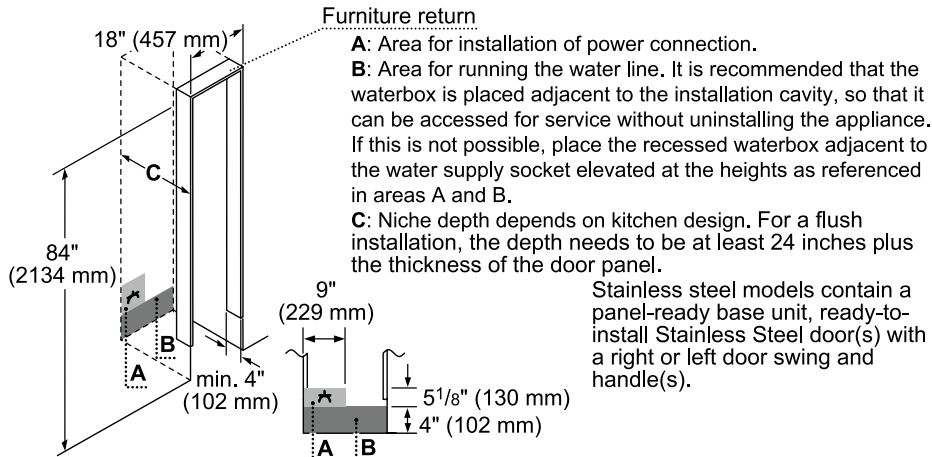 Furniture return
18" (457 mm)
A: Area for installation of power connection.
B: Area for running the water line. It is recommended that the
waterbox is placed adjacent to the installation cavity, so that it
can be accessed for service without uninstalling the appliance.
If this is not possible, place the recessed waterbox adjacent to
the water supply socket elevated at the heights as referenced
in areas A and B.
C: Niche depth depends on kitchen design. For a flush
installation, the depth needs to be at least 24 inches plus
the thickness of the door panel.
Stainless steel models contain a
panel-ready base unit, ready-to-
install Stainless Steel door(s) with
a right or left door swing and
handle(s).
C
84"
(2134 mm)
B
A
min. 4"
(102 mm)
9"
(229 mm)
5 1/8" (130 mm)
4" (102 mm)
A
B